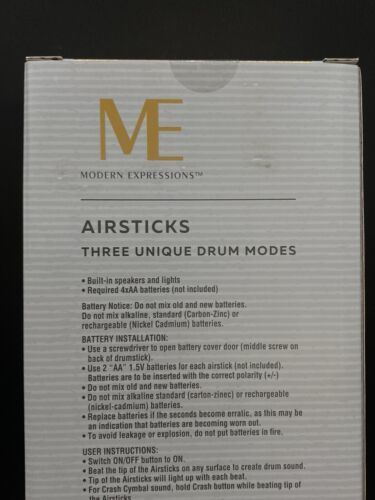 ME
MODERN EXPRESSIONS™
AIRSTICKS
THREE UNIQUE DRUM MODES
• Built-in speakers and lights
• Required 4xAA batteries (not included)
Battery Notice: Do not mix old and new batteries.
Do not mix alkaline, standard (Carbon-Zinc) or
rechargeable (Nickel Cadmium) batteries.
BATTERY INSTALLATION:
• Use a screwdriver to open battery cover door (middle screw on
back of drumstick).
• Use 2 "AA" 1.5V batteries for each airstick (not included).
Batteries are to be inserted with the correct polarity (+/-)
• Do not mix old and new batteries.
• Do not mix alkaline standard (carton-zinc) or rechargeable
(nickel-cadmium) batteries.
• Replace batteries if the seconds become erralic, as this may be
an indication that batteries are becoming worn out.
• To avoid leakage or explosion, do not put batteries in fire.
USER INSTRUCTIONS:
• Switch ON/OFF button to ON.
• Beat the tip of the Airsticks on any surface to create drum sound.
• Tip of the Airsticks will light up with each beat.
• For Crash Cymbal sound, hold Crash button while beating tip of
the Airsticks